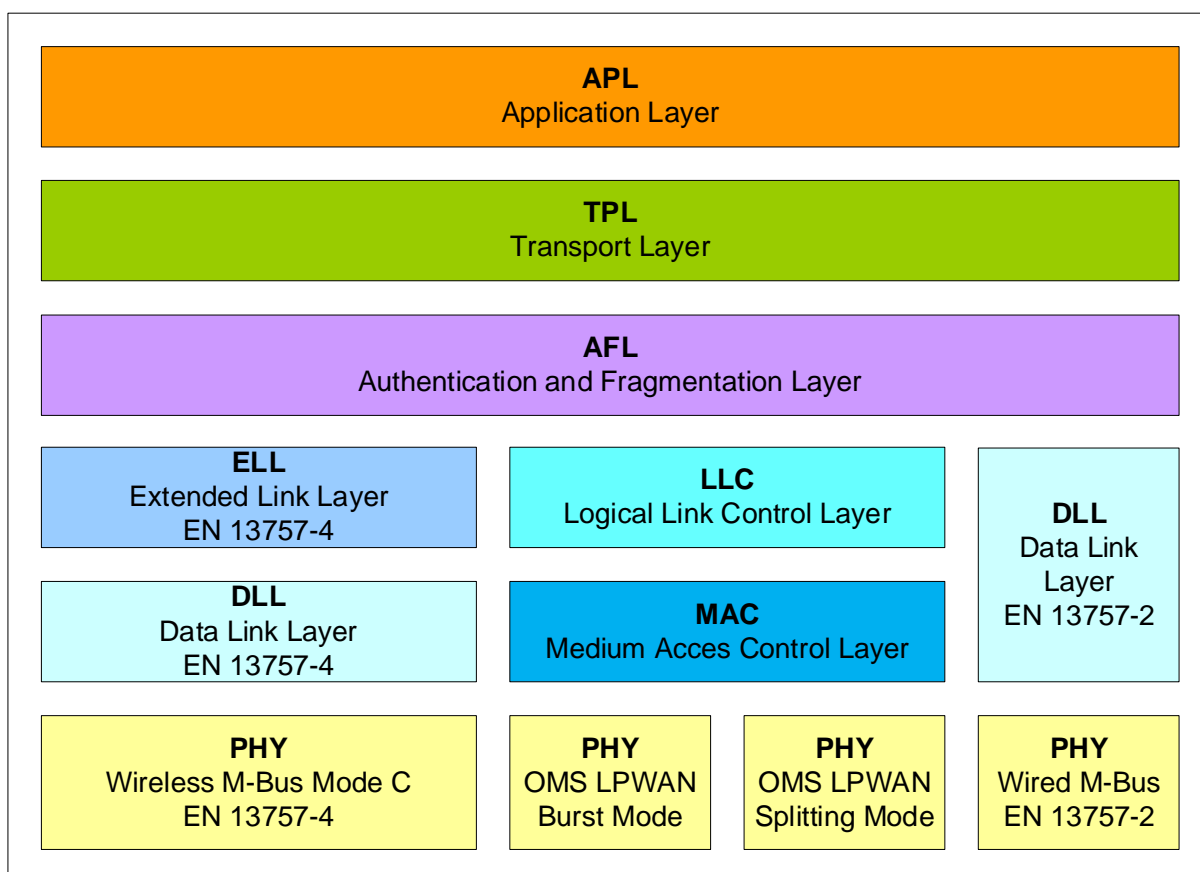 APL
Application Layer
TPL
Transport Layer
AFL
Authentication and Fragmentation Layer
ELL
Extended Link Layer
EN 13757-4
LLC
Logical Link Control Layer
DLL
Data Link
Layer
EN 13757-2
DLL
Data Link Layer
EN 13757-4
MAC
Medium Acces Control Layer
PHY
Wireless M-Bus Mode C
EN 13757-4
PHY
OMS LPWAN
Burst Mode
PHY
OMS LPWAN
Splitting Mode
PHY
Wired M-Bus
EN 13757-2